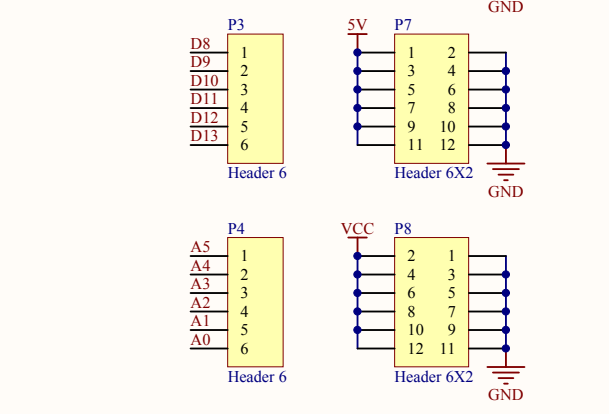 GND
P3
D8 1
D9 2
D10 3
D11 4
D12 5
D13 6
Header 6
5V P7
1 2
3 4
5 6
7 8
9 10
11 12
Header 6X2
GND
P4
A5 1
A4 2
A3 3
A2 4
A1 5
A0 6
Header 6
VCC P8
2 1
4 3
6 5
8 7
10 9
12 11
Header 6X2
GND